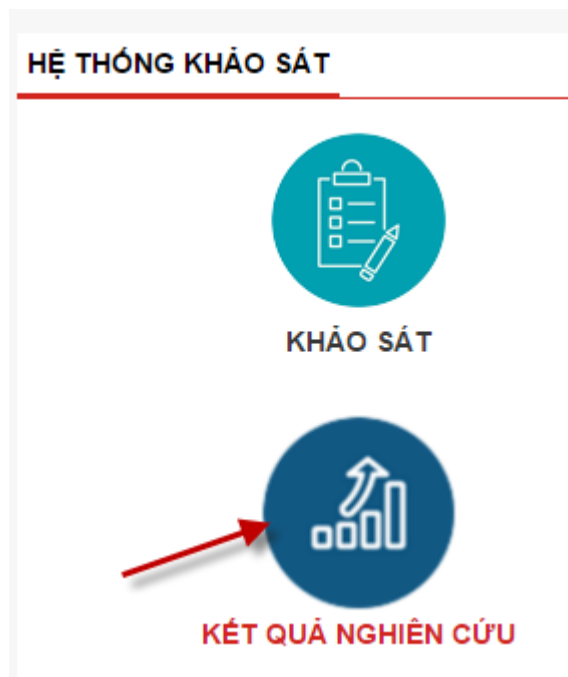 HỆ THỐNG KHẢO SÁT
KHẢO SÁT
KẾT QUẢ NGHIÊN CỨU